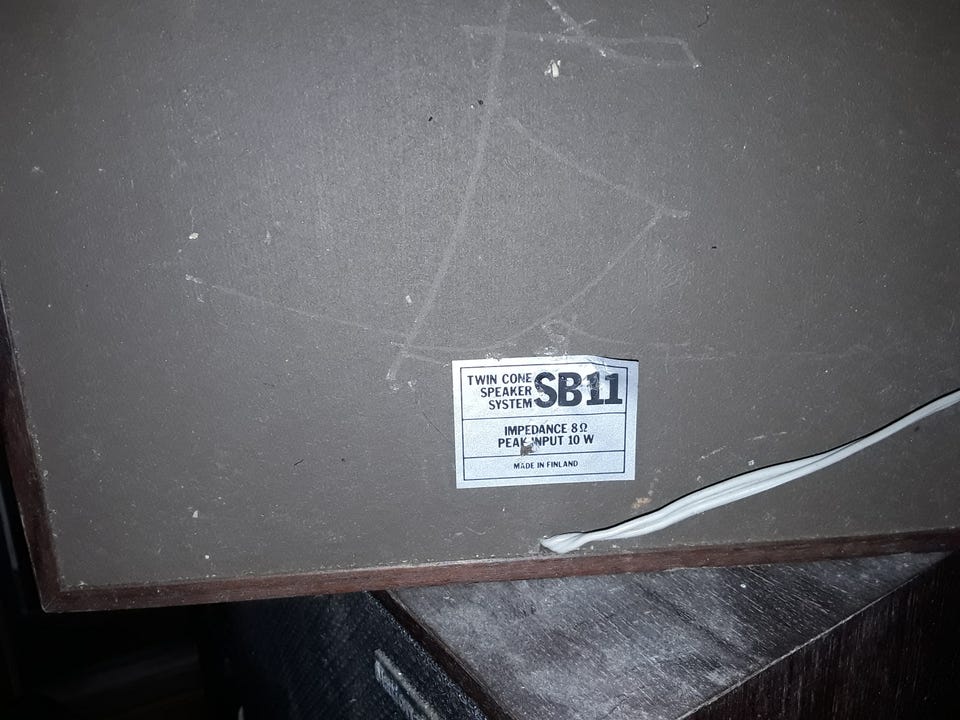 TWIN CONE
SPEAKER
SYSTEM
SB11
IMPEDANCE 8Ω
PEAK INPUT 10 W
MADE IN FINLAND